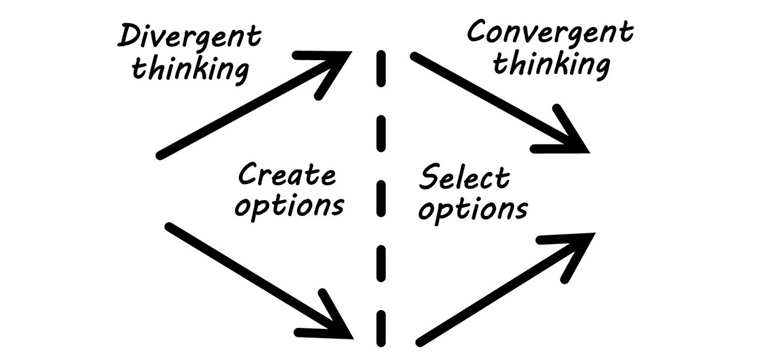 Divergent
thinking
Convergent
thinking
Create
options
Select
options